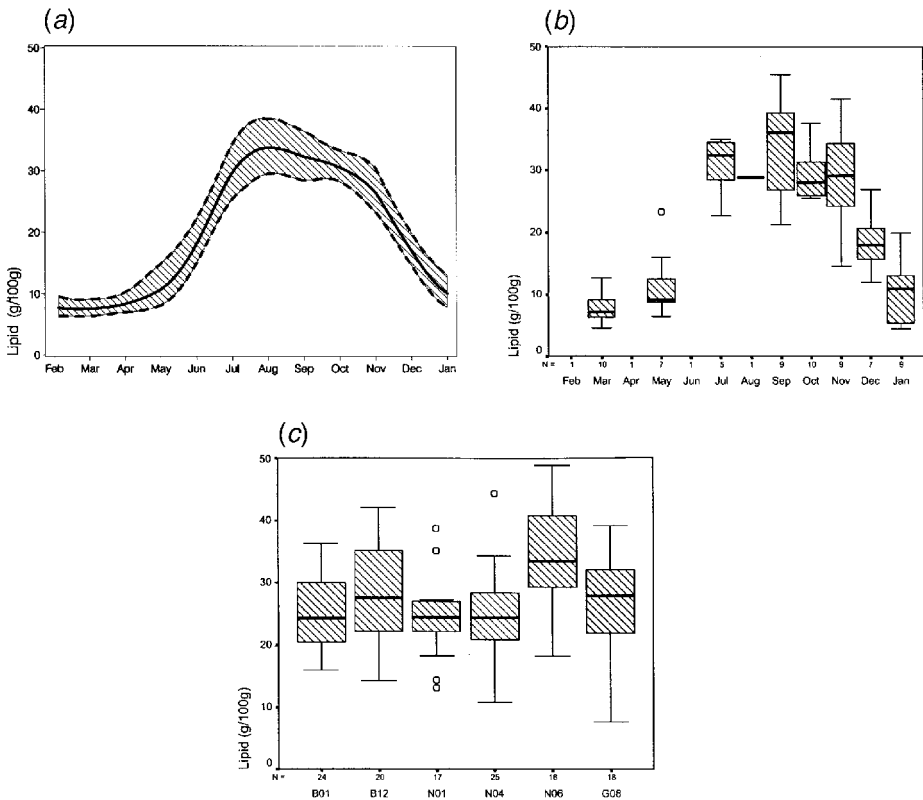 (a)
50
40
30
20
10
0
Lipid (g/100g)
Feb Mar Apr May Jun Jul Aug Sep Oct Nov Dec Jan
(b)
50
40
30
20
10
0
Lipid (g/100g)
N = 1 10 1 7 1 5 1 9 10 9 7 9
Feb Mar Apr May Jun Jul Aug Sep Oct Nov Dec Jan
(c)
50
40
30
20
10
0
Lipid (g/100g)
N = 24 20 17 25 16 18
B01 B12 N01 N04 N06 G08